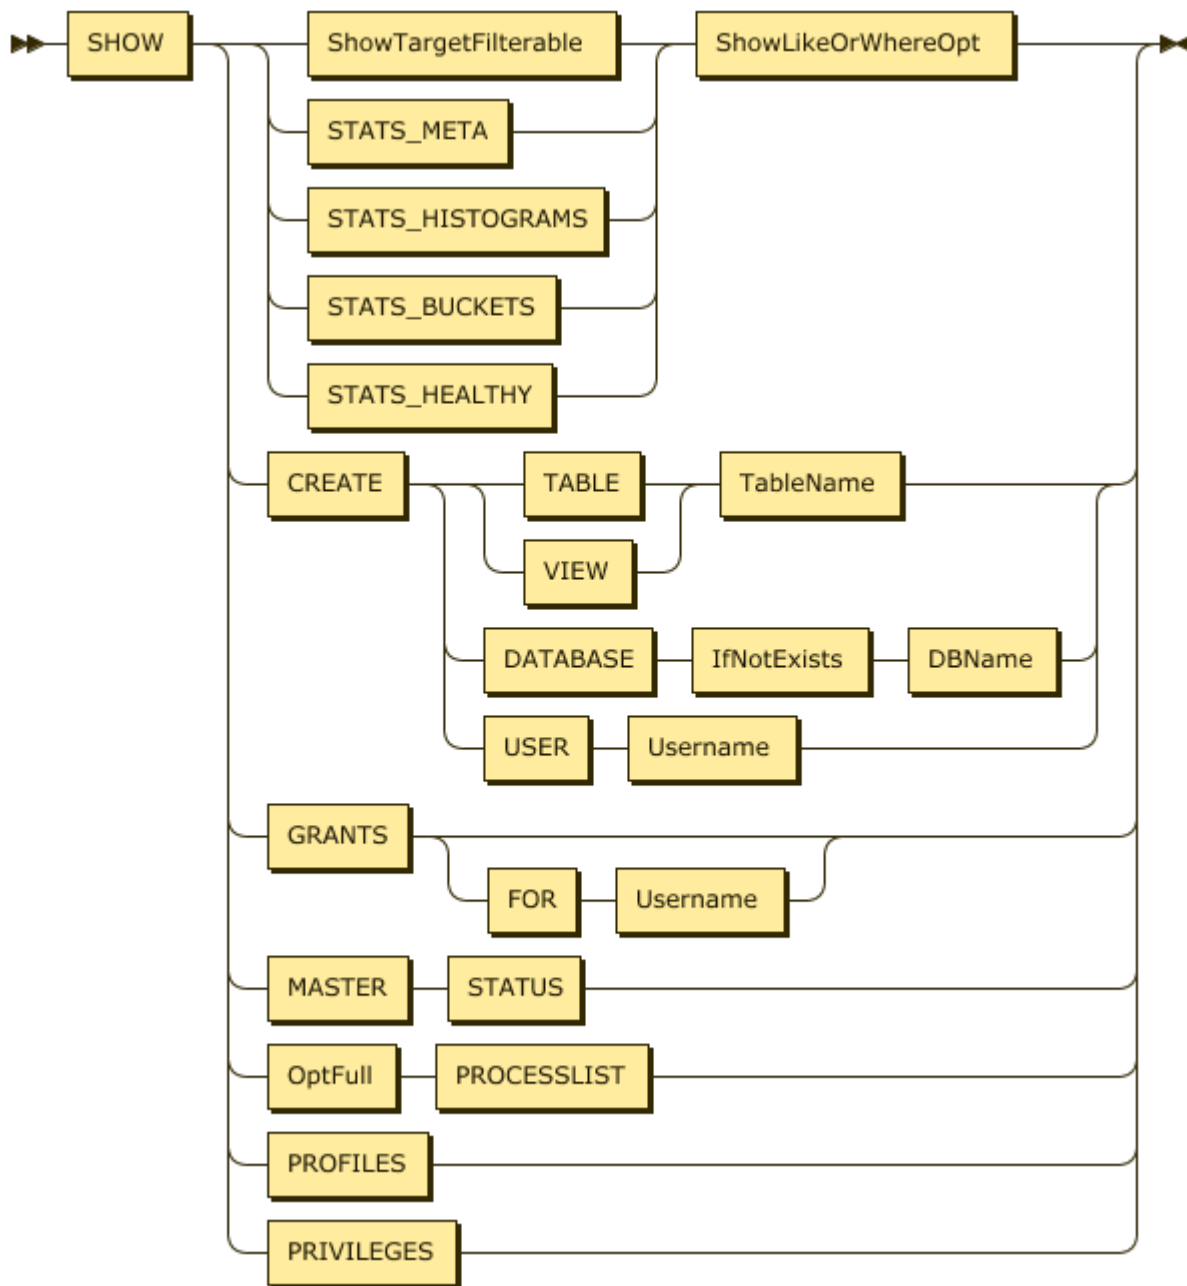 SHOW ShowTargetFilterable ShowLikeOrWhereOpt
STATS_META
STATS_HISTOGRAMS
STATS_BUCKETS
STATS_HEALTHY
CREATE TABLE TableName
VIEW
DATABASE IfNotExists DBName
USER Username
GRANTS
FOR Username
MASTER STATUS
OptFull PROCESSLIST
PROFILES
PRIVILEGES